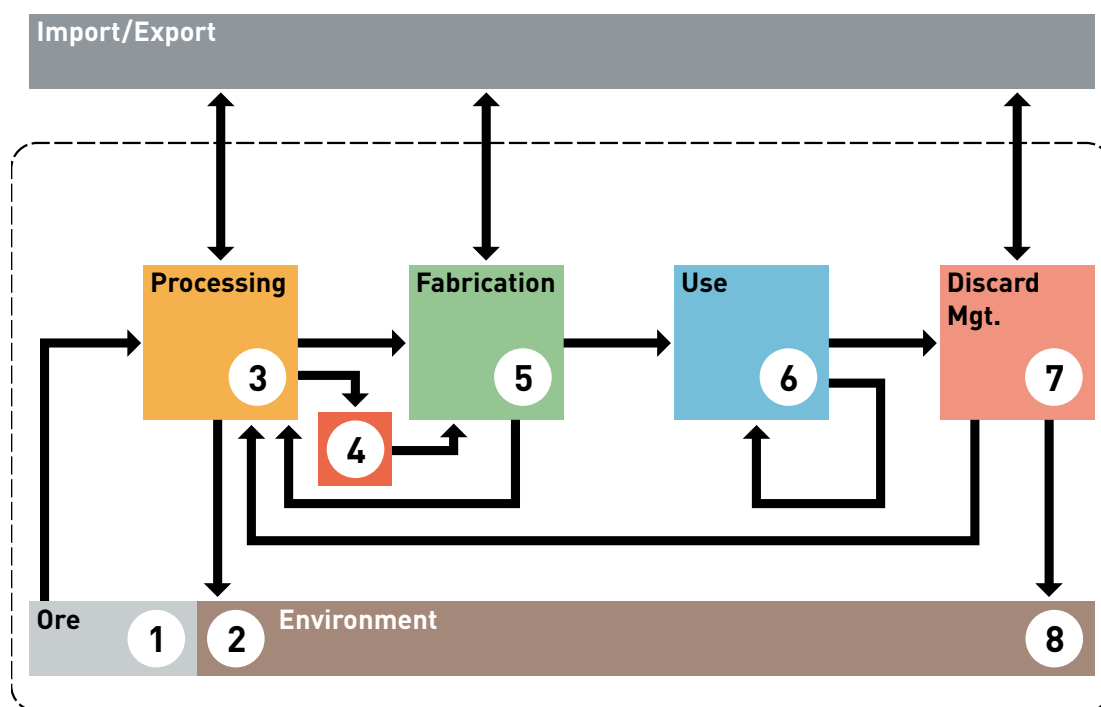 Import/Export
Processing
Fabrication
Use
Discard
Mgt.
3
5
6
7
4
Ore
1
2
Environment
8